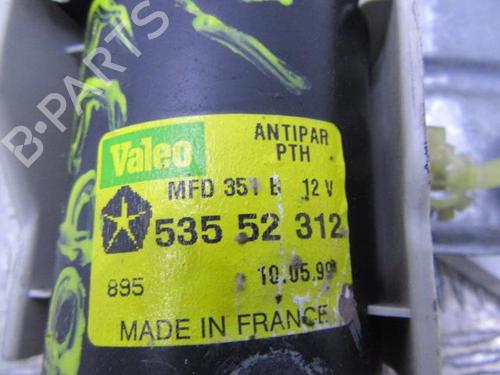 B-PARTS
Valeo
ANTIPAR
PTH
MFD 351 B 12 V
535 52 312
895
10.05.99
MADE IN FRANCE